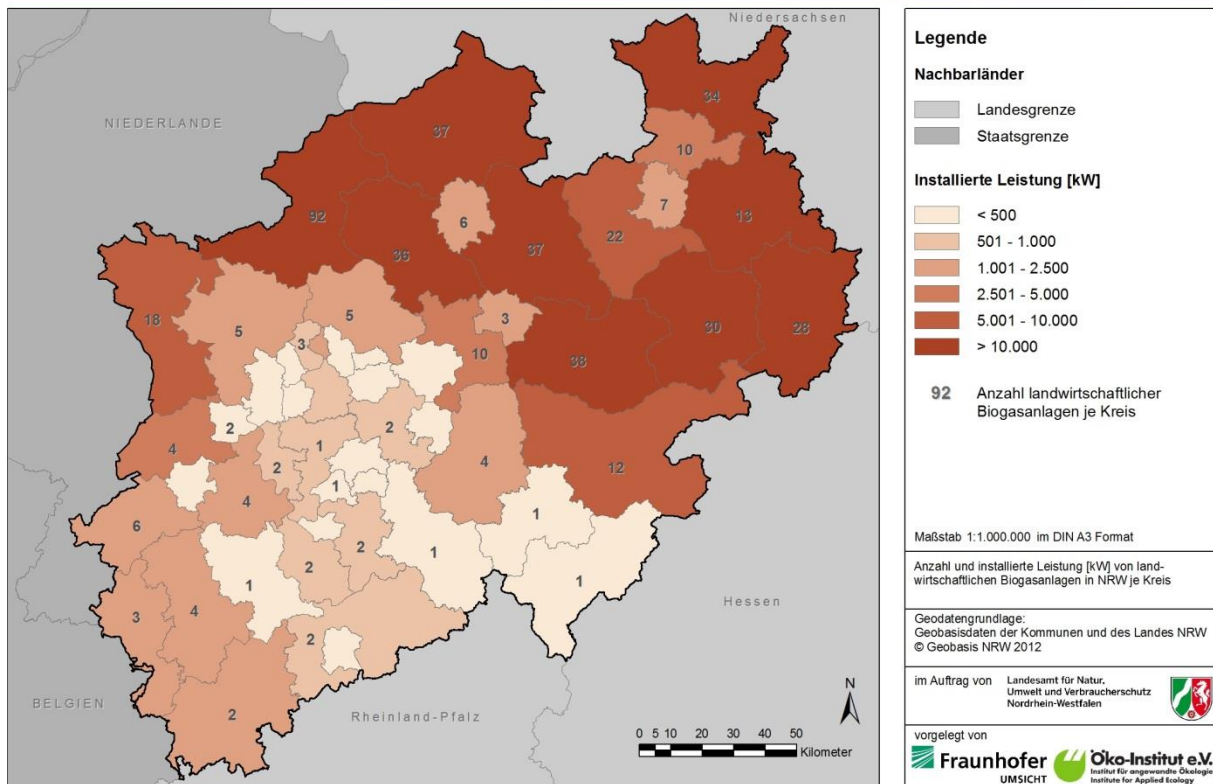 Niedersachsen
NIEDERLANDE
34
37
10
92
6
7
13
36
37
22
18
5
5
3
30
28
3
10
38
2
2
4
1
2
4
12
1
4
6
1
2
1
1
2
1
4
3
2
2
Hessen
BELGIEN
Rheinland-Pfalz
N
0 5 10 20 30 40 50
Kilometer
Legende
Nachbarländer
Landesgrenze
Staatsgrenze
Installierte Leistung [kW]
< 500
501 - 1.000
1.001 - 2.500
2.501 - 5.000
5.001 - 10.000
> 10.000
92 Anzahl landwirtschaftlicher
Biogasanlagen je Kreis
Maßstab 1:1.000.000 im DIN A3 Format
Anzahl und installierte Leistung [kW] von land-
wirtschaftlichen Biogasanlagen in NRW je Kreis
Geodatengrundlage:
Geobasisdaten der Kommunen und des Landes NRW
© Geobasis NRW 2012
im Auftrag von
Landesamt für Natur,
Umwelt und Verbraucherschutz
Nordrhein-Westfalen
vorgelegt von
Fraunhofer
UMSICHT
Öko-Institut e.V.
Institut für angewandte Ökologie
Institute for Applied Ecology